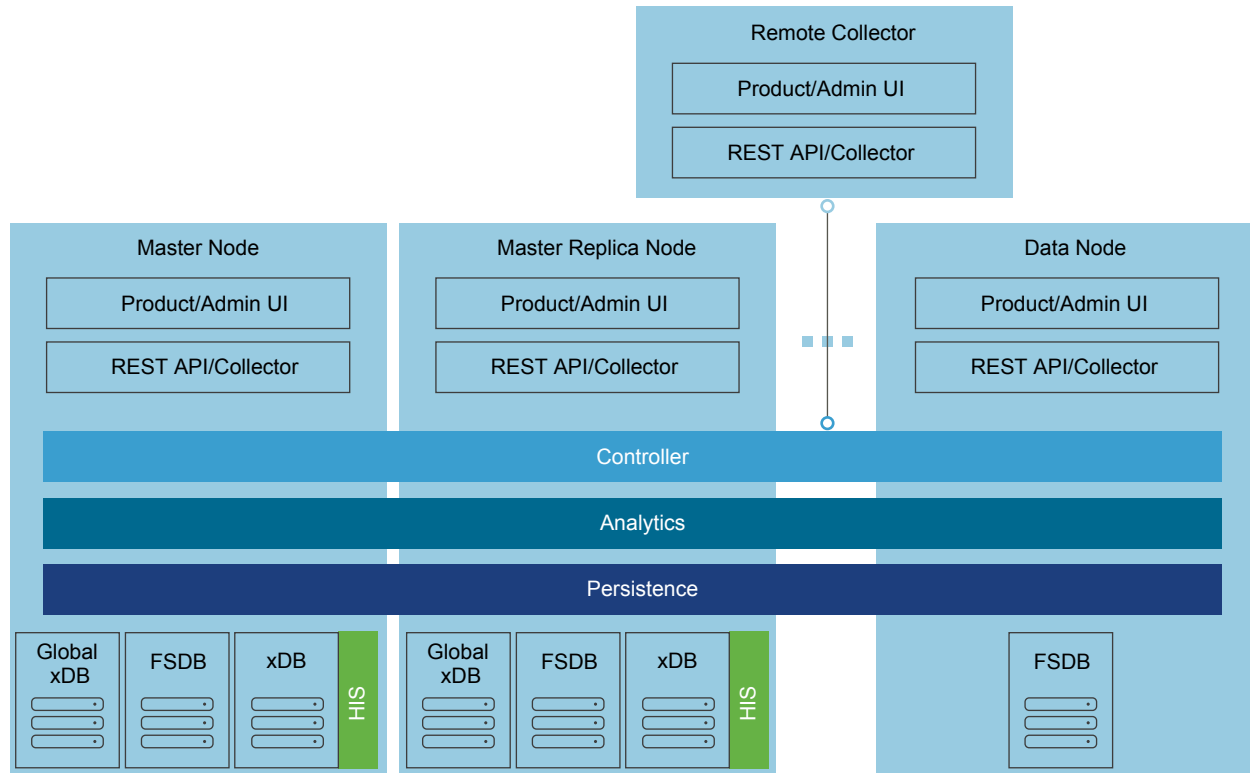 Remote Collector
Product/Admin UI
REST API/Collector
Master Node
Product/Admin UI
REST API/Collector
Master Replica Node
Product/Admin UI
REST API/Collector
Data Node
Product/Admin UI
REST API/Collector
Controller
Analytics
Persistence
Global
xDB
FSDB
xDB
HIS
Global
xDB
FSDB
xDB
HIS
FSDB